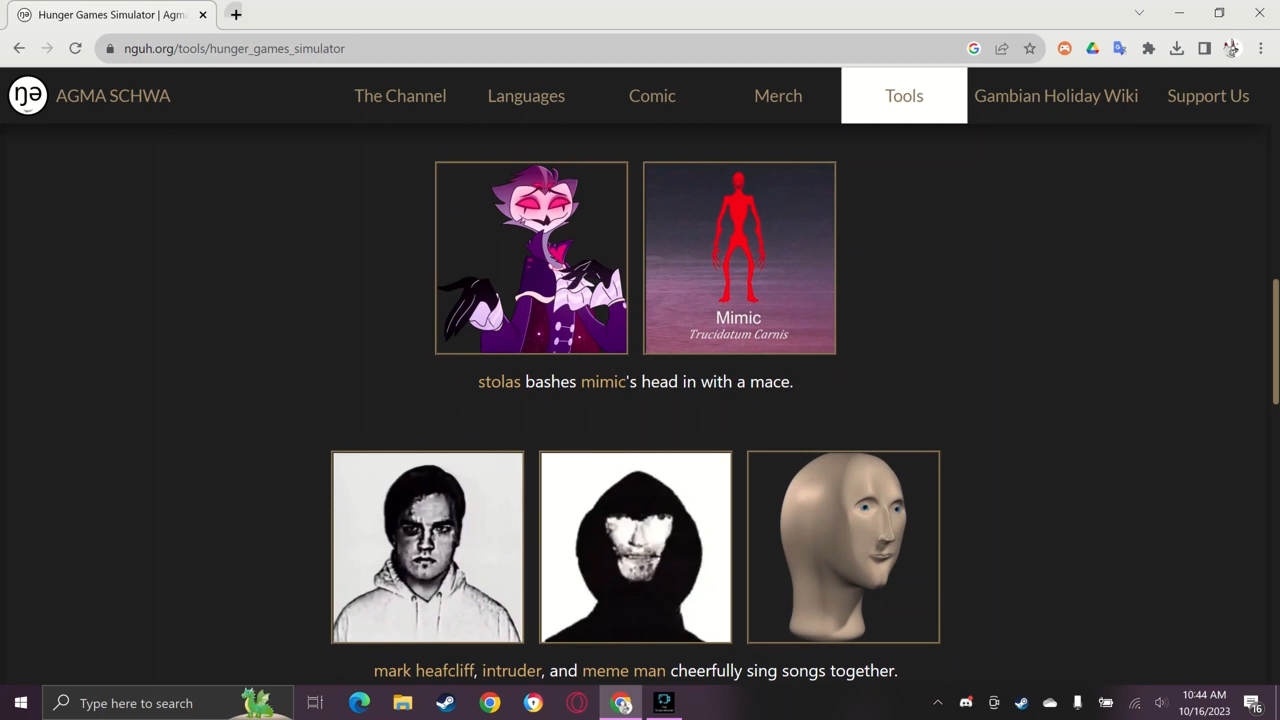 Hunger Games Simulator | Agma
nguh.org/tools/hunger_games_simulator
ŋə AGMA SCHWA The Channel Languages Comic Merch Tools Gambian Holiday Wiki Support Us
Mimic
Trucidatum Carnis
stolas bashes mimic's head in with a mace.
mark heafcliff, intruder, and meme man cheerfully sing songs together.
Type here to search
10:44 AM
10/16/2023
16